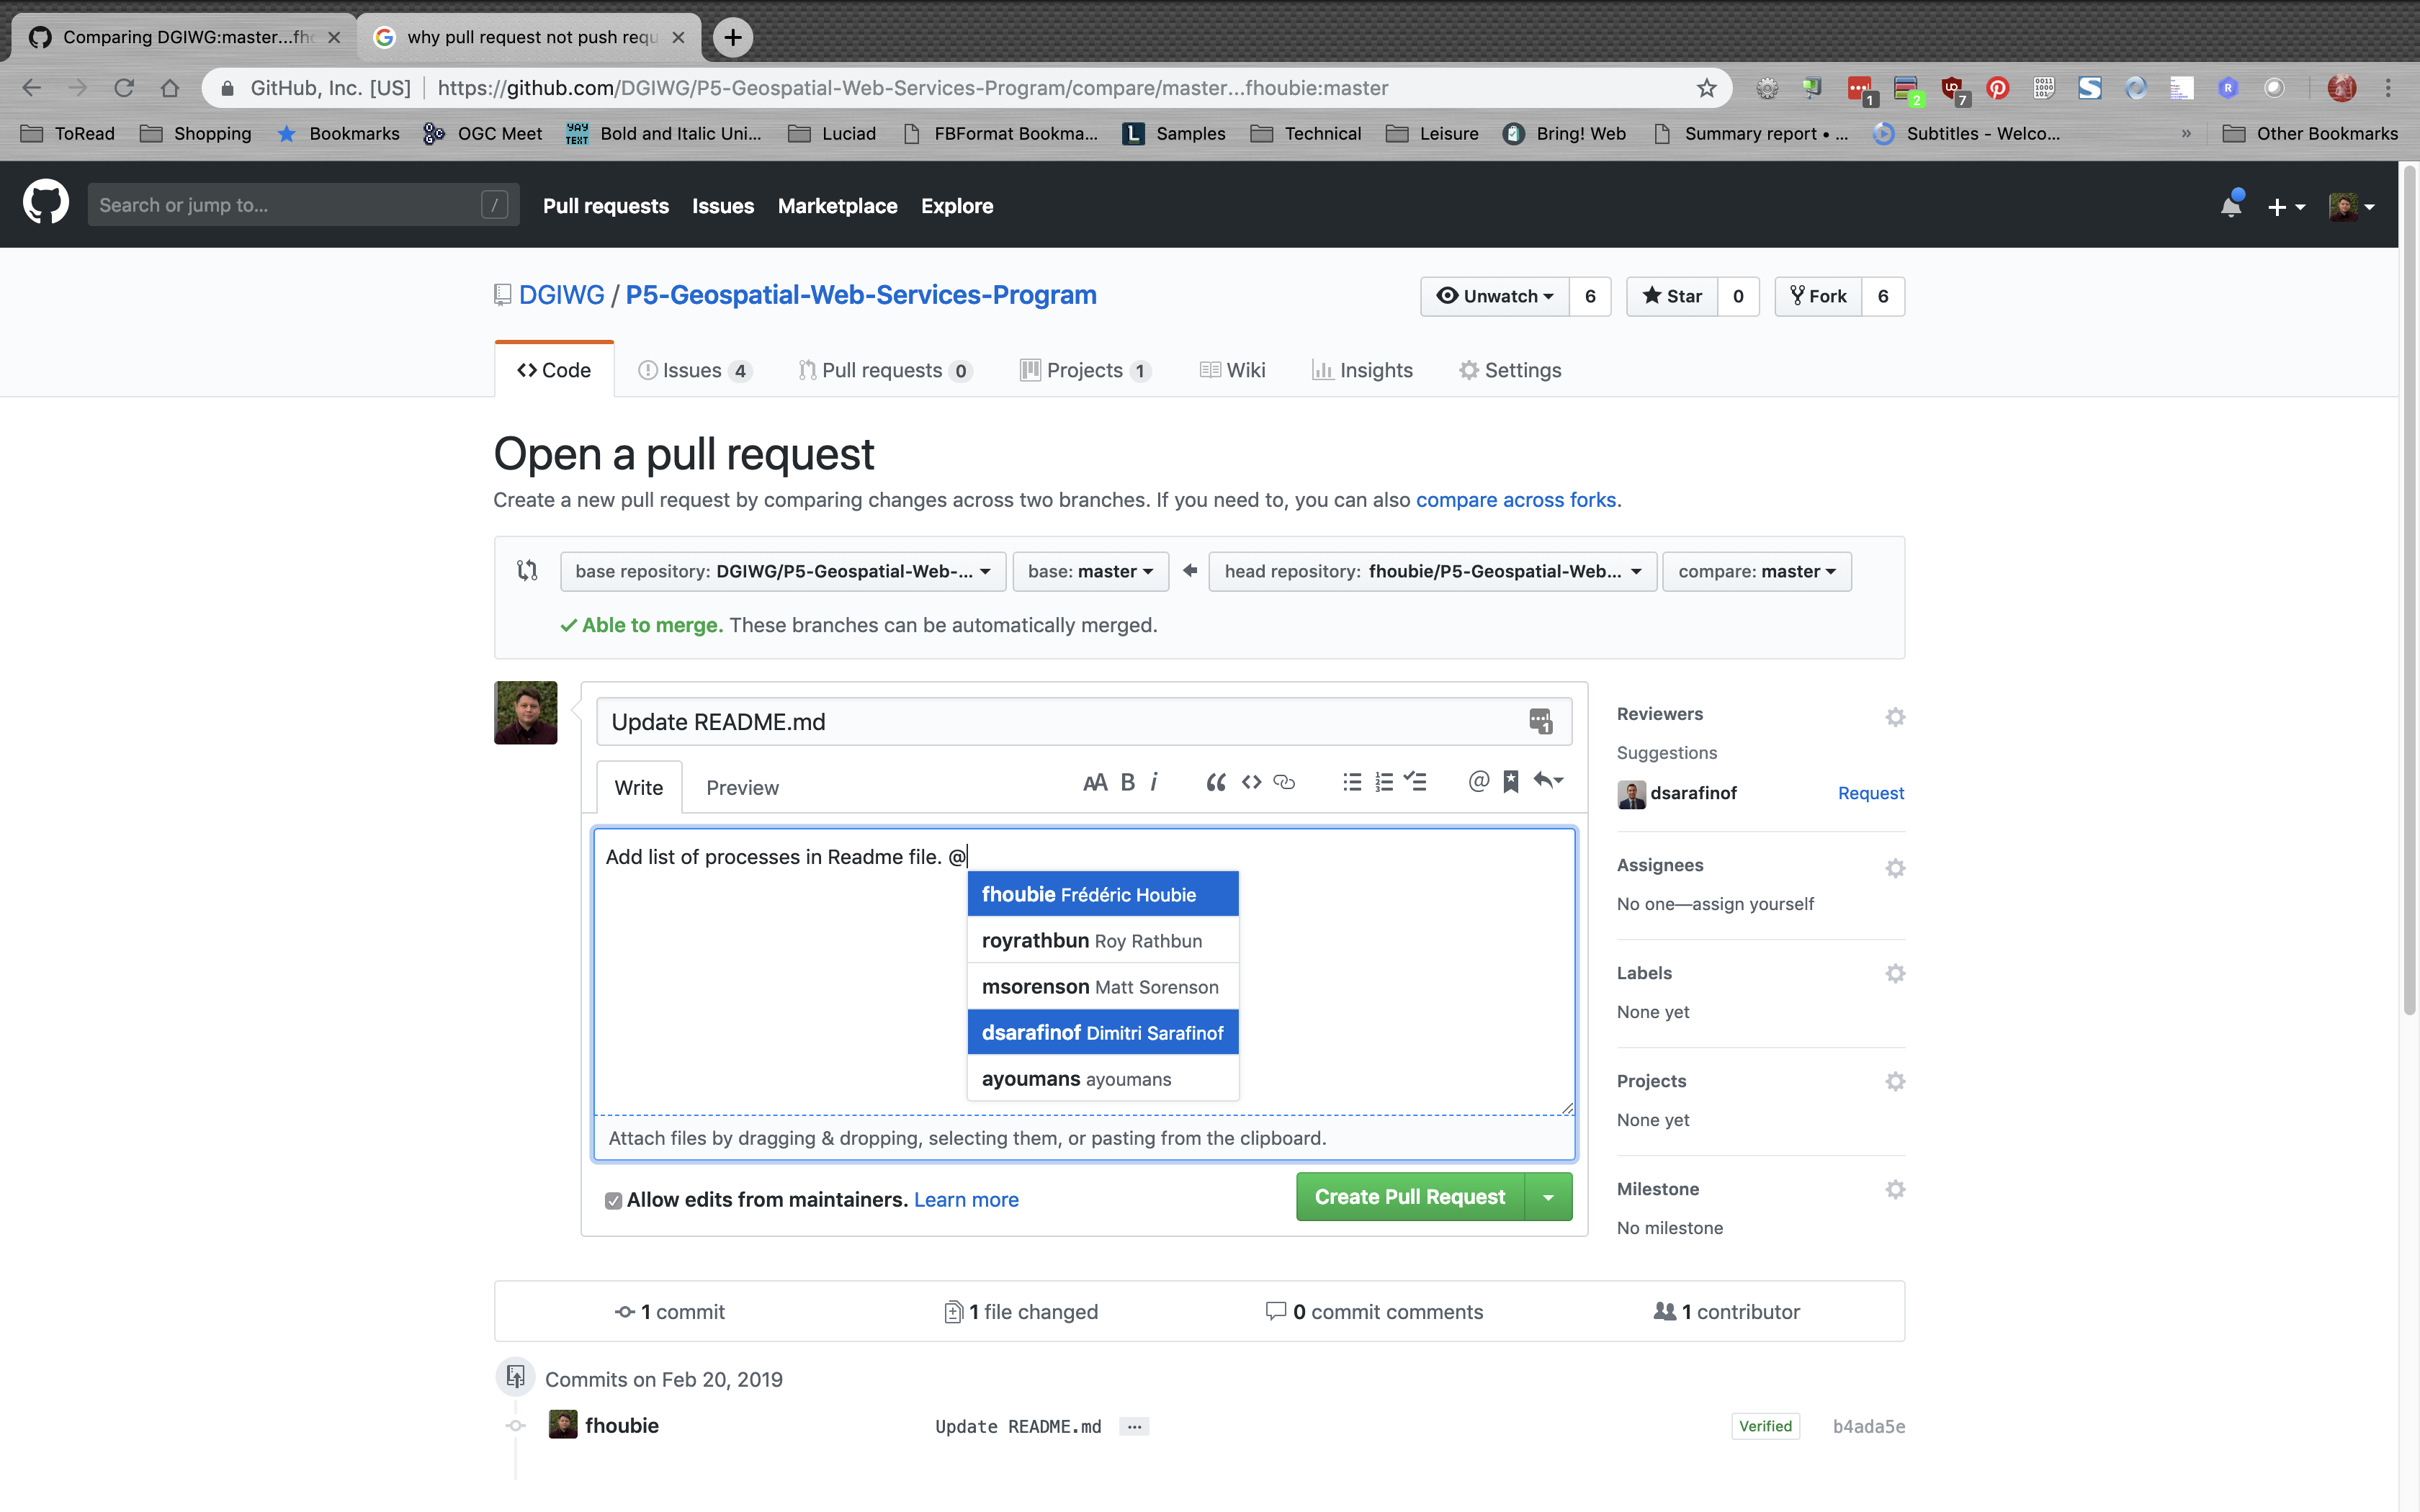 Comparing DGIWG:master...fh
why pull request not push requ
GitHub, Inc. [US]
https://github.com/DGIWG/P5-Geospatial-Web-Services-Program/compare/master...fhoubie:master
1
2
7
ToRead
Shopping
Bookmarks
OGC Meet
YAY TEXT
Bold and Italic Uni...
Luciad
FBFormat Bookma...
Samples
Technical
Leisure
Bring! Web
Summary report • ...
Subtitles - Welco...
»
Other Bookmarks
Search or jump to...
/
Pull requests
Issues
Marketplace
Explore
DGIWG / P5-Geospatial-Web-Services-Program
Unwatch 6
Star 0
Fork 6
Code
Issues 4
Pull requests 0
Projects 1
Wiki
Insights
Settings
Open a pull request
Create a new pull request by comparing changes across two branches. If you need to, you can also compare across forks.
base repository: DGIWG/P5-Geospatial-Web-...
base: master
head repository: fhoubie/P5-Geospatial-Web...
compare: master
Able to merge. These branches can be automatically merged.
Update README.md
1
Write
Preview
AA B i
@
Add list of processes in Readme file. @
fhoubie Frédéric Houbie
royrathbun Roy Rathbun
msorenson Matt Sorenson
dsarafinof Dimitri Sarafinof
ayoumans ayoumans
Attach files by dragging & dropping, selecting them, or pasting from the clipboard.
Allow edits from maintainers. Learn more
Create Pull Request
Reviewers
Suggestions
dsarafinof
Request
Assignees
No one—assign yourself
Labels
None yet
Projects
None yet
Milestone
No milestone
1 commit
1 file changed
0 commit comments
1 contributor
Commits on Feb 20, 2019
fhoubie
Update README.md ...
Verified
b4ada5e